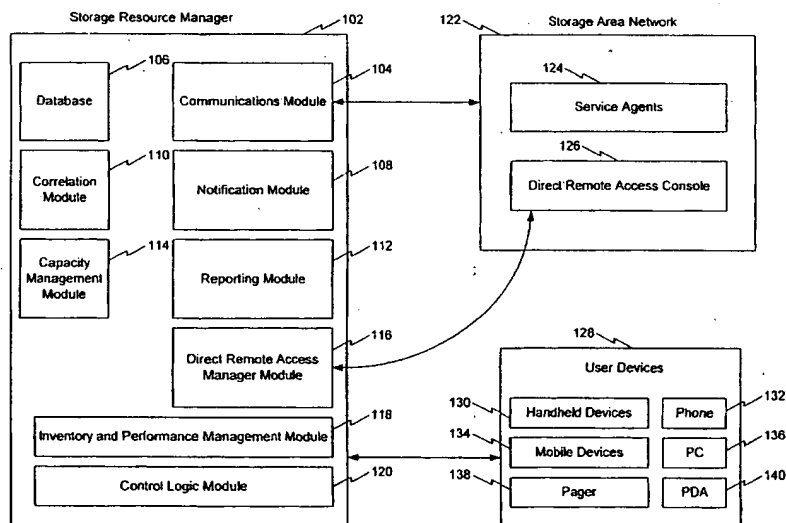 Storage Resource Manager
102
106
Database
104
Communications Module
110
Correlation
Module
108
Notification Module
114
Capacity
Management
Module
112
Reporting Module
116
Direct Remote Access
Manager Module
118
Inventory and Performance Management Module
120
Control Logic Module
Storage Area Network
122
124
Service Agents
126
Direct Remote Access Console
128
User Devices
130
Handheld Devices
Phone
132
134
Mobile Devices
PC
136
138
Pager
PDA
140